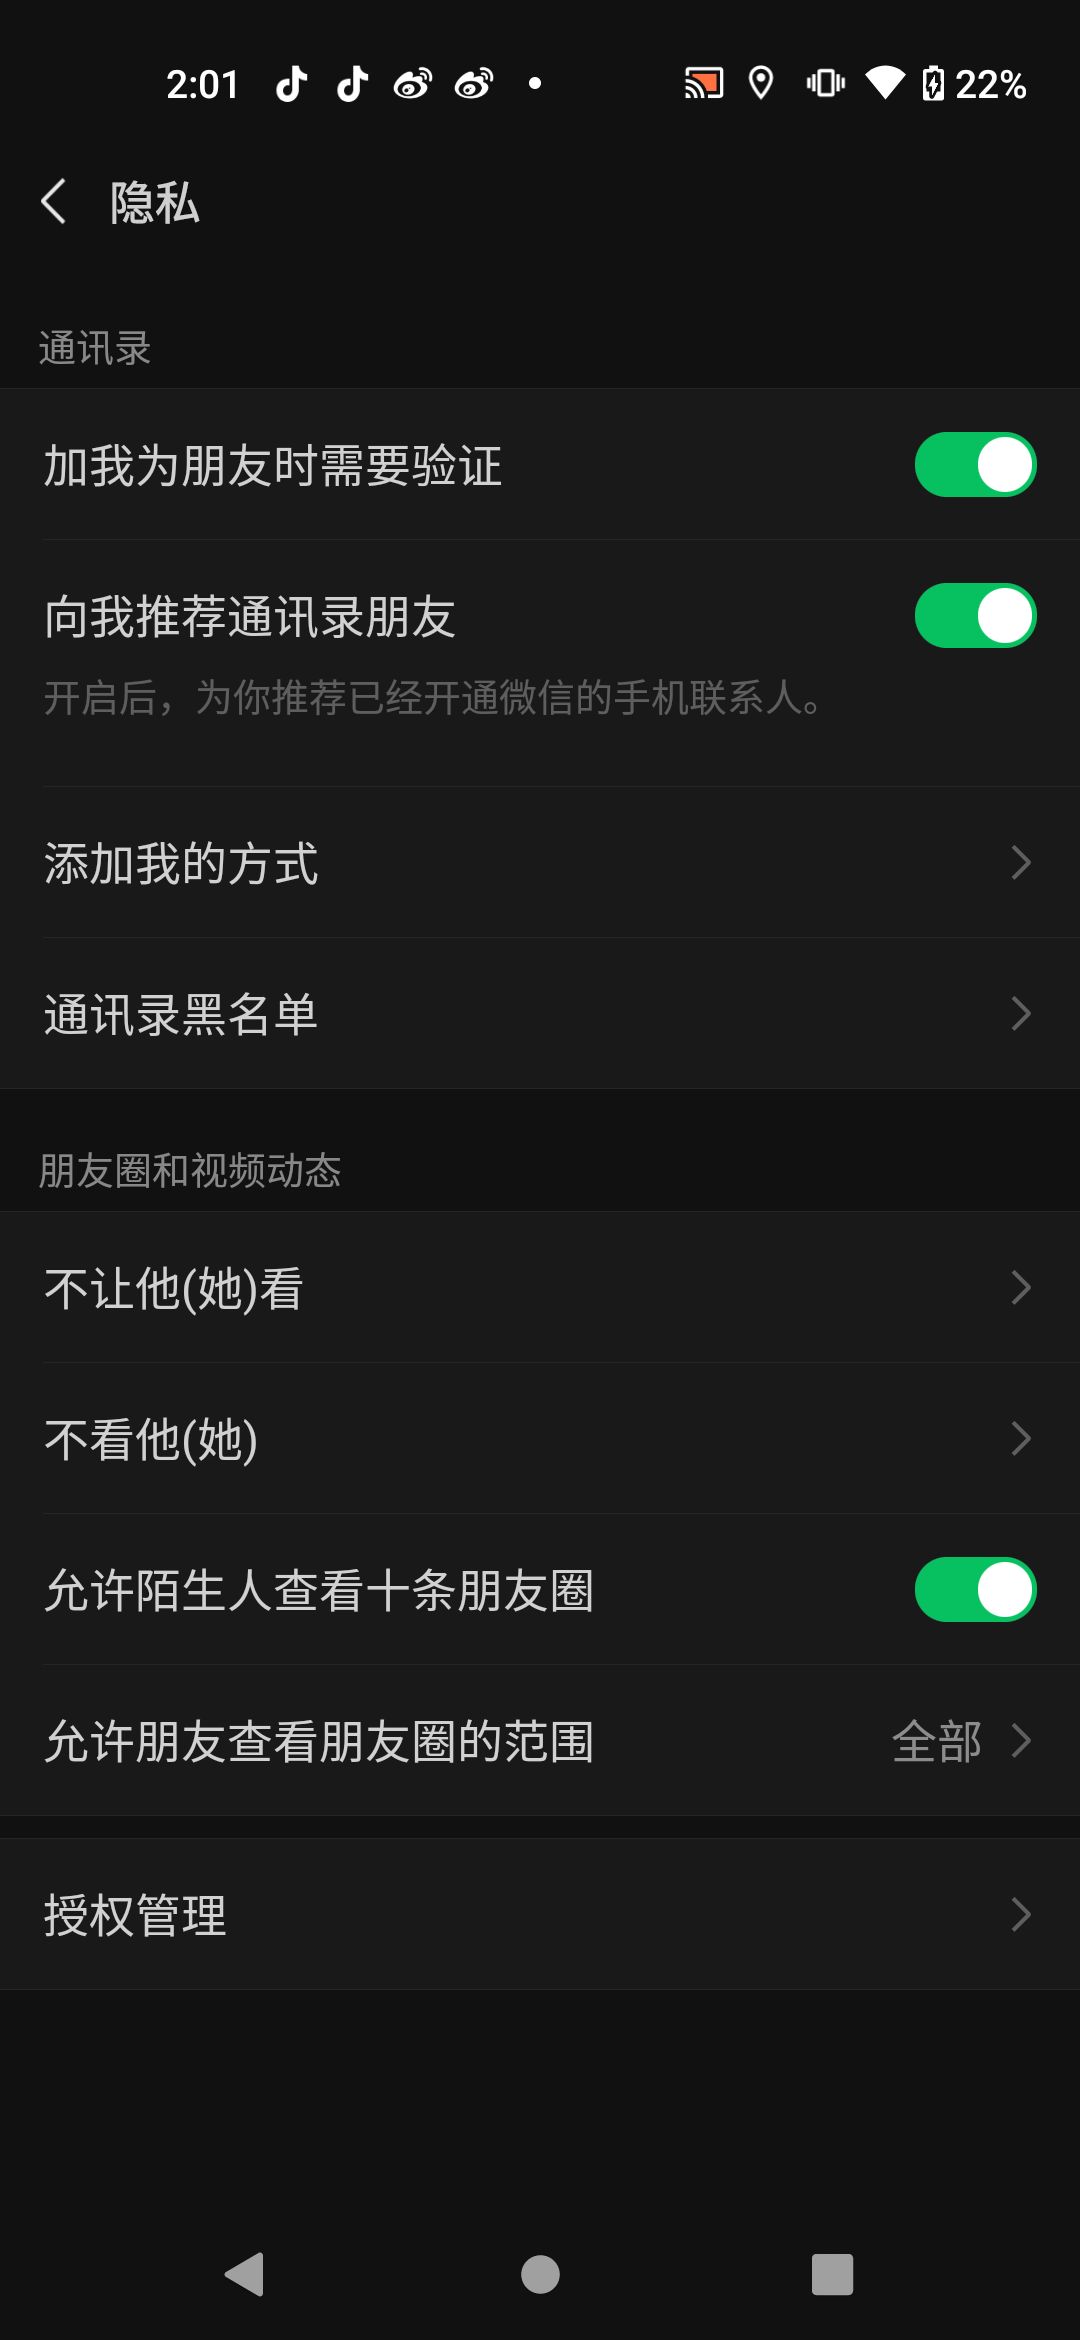 2:01
22%
隐私
通讯录
加我为朋友时需要验证
向我推荐通讯录朋友
开启后，为你推荐已经开通微信的手机联系人。
添加我的方式
通讯录黑名单
朋友圈和视频动态
不让他(她)看
不看他(她)
允许陌生人查看十条朋友圈
允许朋友查看朋友圈的范围 全部
授权管理